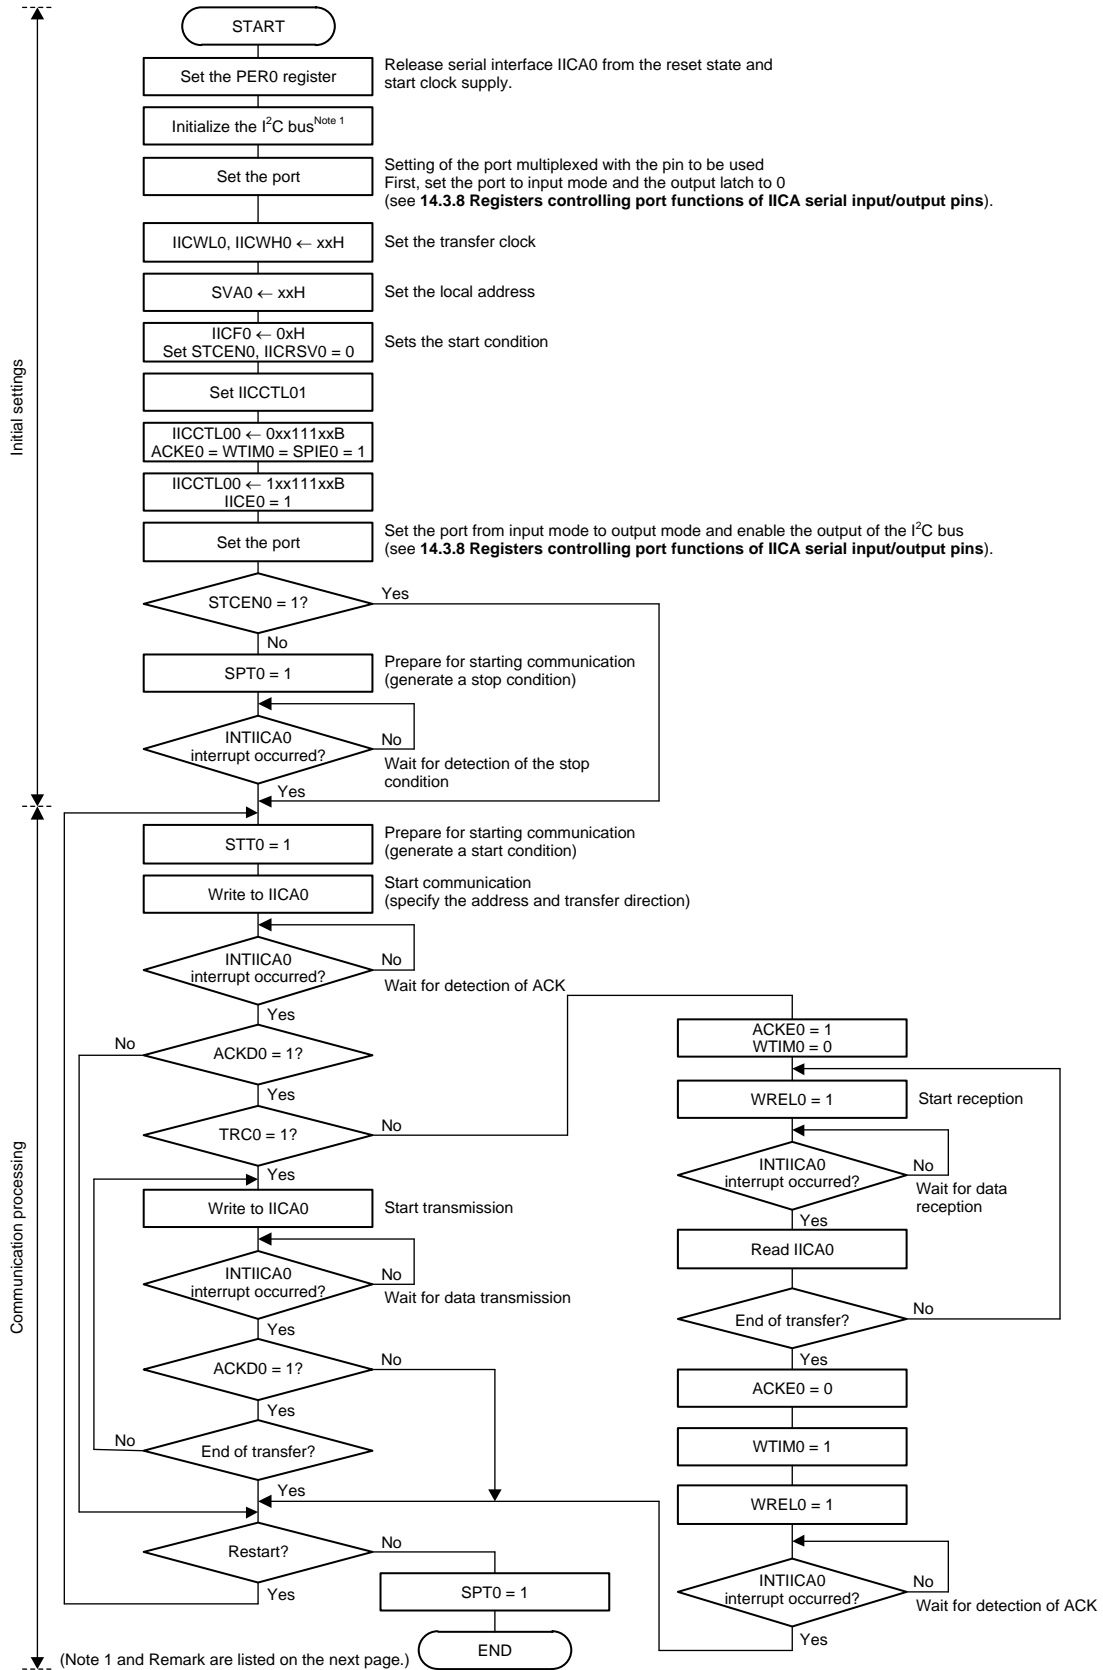 START
Set the PER0 register
Release serial interface IICA0 from the reset state and
start clock supply.
Initialize the I²C bus Note 1
Set the port
Setting of the port multiplexed with the pin to be used
First, set the port to input mode and the output latch to 0
(see 14.3.8 Registers controlling port functions of IICA serial input/output pins).
IICWL0, IICWH0 ← xxH
Set the transfer clock
SVA0 ← xxH
Set the local address
IICF0 ← 0xH
Set STCEN0, IICRSV0 = 0
Sets the start condition
Set IICCTL01
Initial settings
IICCTL00 ← 0xx111xxB
ACKE0 = WTIM0 = SPIE0 = 1
IICCTL00 ← 1xx111xxB
IICE0 = 1
Set the port
Set the port from input mode to output mode and enable the output of the I²C bus
(see 14.3.8 Registers controlling port functions of IICA serial input/output pins).
STCEN0 = 1?
Yes
No
SPT0 = 1
Prepare for starting communication
(generate a stop condition)
INTIICA0
interrupt occurred?
No
Wait for detection of the stop
condition
Yes
STT0 = 1
Prepare for starting communication
(generate a start condition)
Write to IICA0
Start communication
(specify the address and transfer direction)
INTIICA0
interrupt occurred?
No
Wait for detection of ACK
Yes
No
ACKD0 = 1?
Yes
TRC0 = 1?
No
Yes
Communication processing
Write to IICA0
Start transmission
INTIICA0
interrupt occurred?
No
Wait for data transmission
Yes
ACKD0 = 1?
No
Yes
No
End of transfer?
Yes
Restart?
No
Yes
SPT0 = 1
END
ACKE0 = 1
WTIM0 = 0
WREL0 = 1
Start reception
INTIICA0
interrupt occurred?
No
Wait for data
reception
Yes
Read IICA0
End of transfer?
No
Yes
ACKE0 = 0
WTIM0 = 1
WREL0 = 1
INTIICA0
interrupt occurred?
No
Wait for detection of ACK
Yes
(Note 1 and Remark are listed on the next page.)